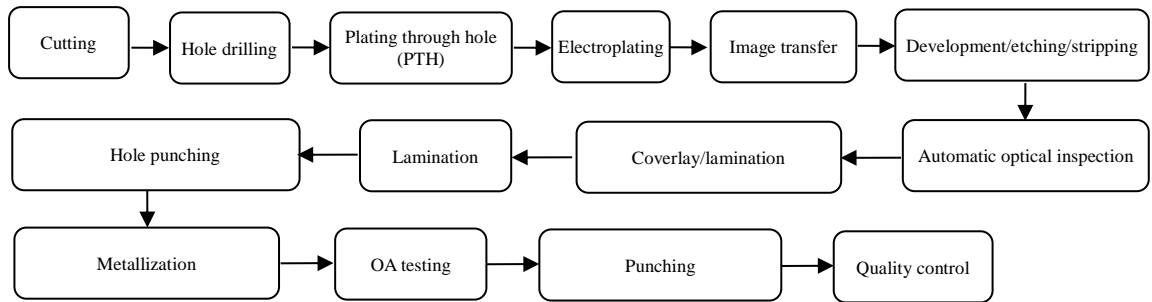 Cutting
Hole drilling
Plating through hole
(PTH)
Electroplating
Image transfer
Development/etching/stripping
Automatic optical inspection
Coverlay/lamination
Lamination
Hole punching
Metallization
OA testing
Punching
Quality control